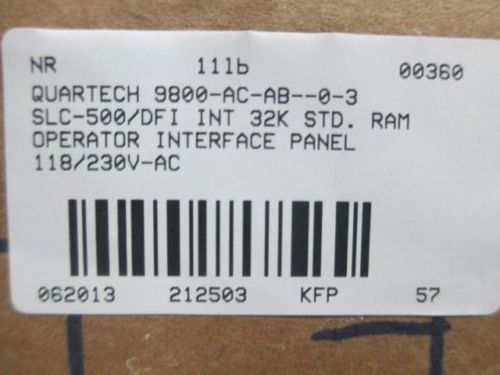 NR 11lb 00360
QUARTECH 9800-AC-AB--0-3
SLC-500/DFI INT 32K STD. RAM
OPERATOR INTERFACE PANEL
118/230V-AC
062013 212503 KFP 57